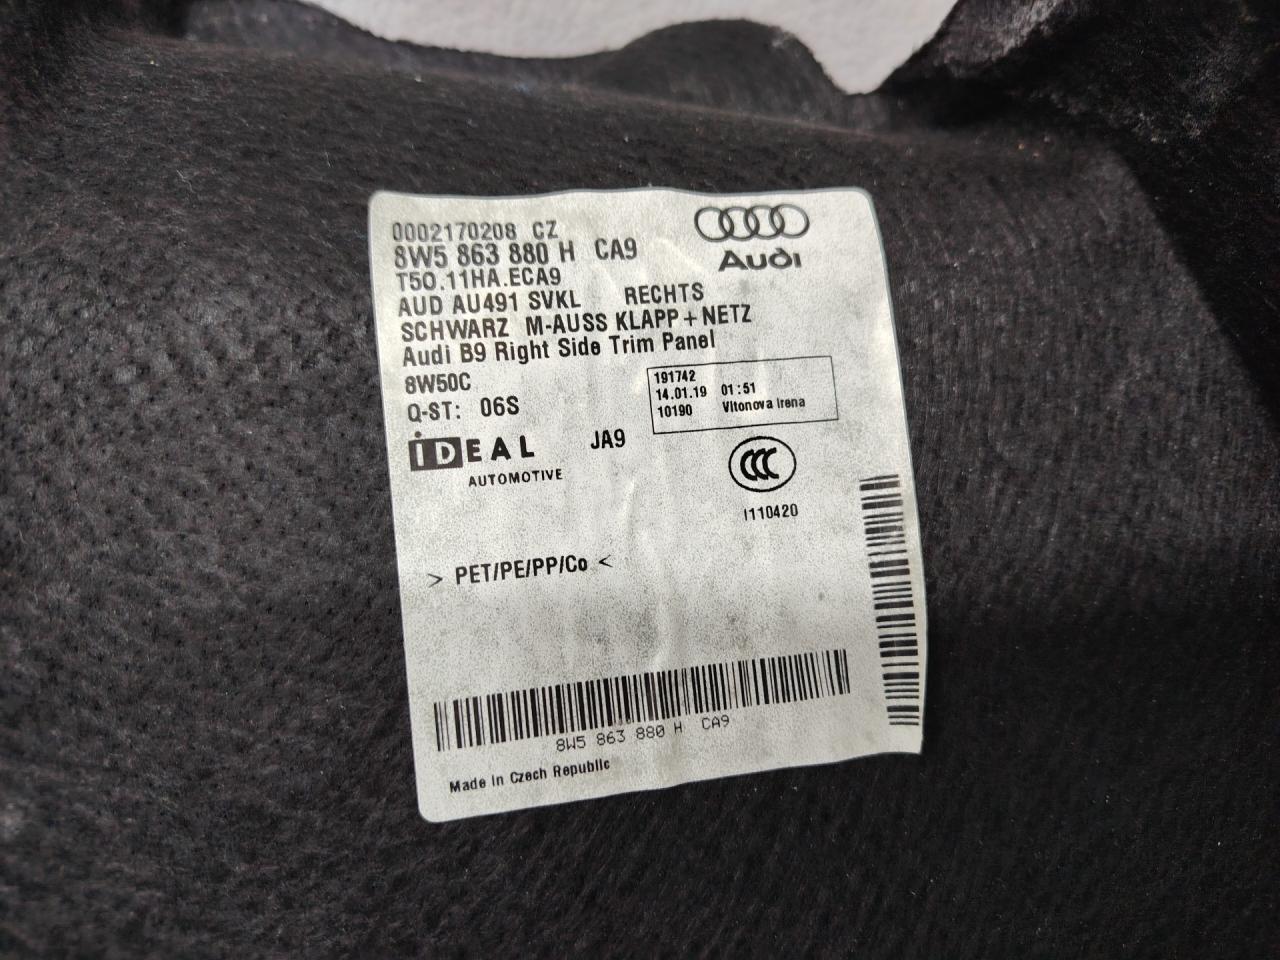 0002170208 CZ
8W5 863 880 H CA9
T50.11HA.ECA9
AUD AU491 SVKL RECHTS
SCHWARZ M-AUSS KLAPP+NETZ
Audi B9 Right Side Trim Panel
8W50C
Q-ST: 06S
Audi
191742
14.01.19 01:51
10190 Vitonova Irena
iDEAL
AUTOMOTIVE
JA9
CCC
I110420
> PET/PE/PP/Co <
8W5 863 880 H CA9
Made in Czech Republic